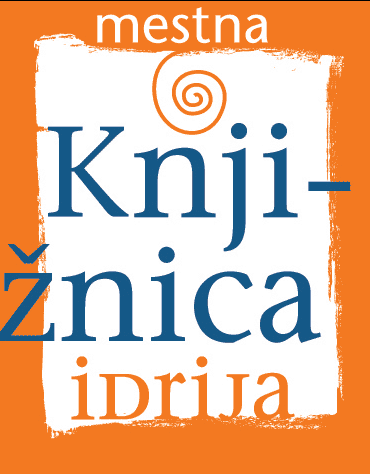 mestna
Knji-
žnica
iDrija